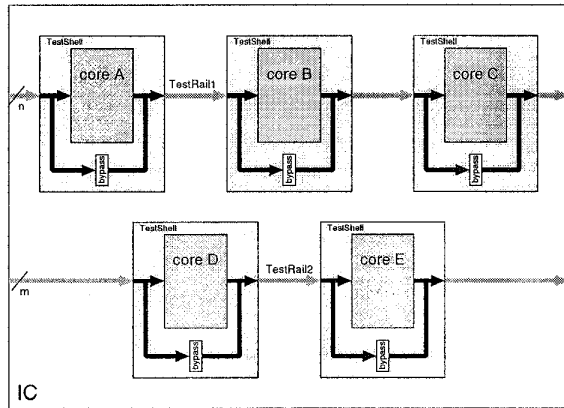 TestShell
TestShell
TestShell
core A
core B
core C
TestRail1
n
bypass
bypass
bypass
TestShell
TestShell
core D
core E
TestRail2
m
bypass
bypass
IC